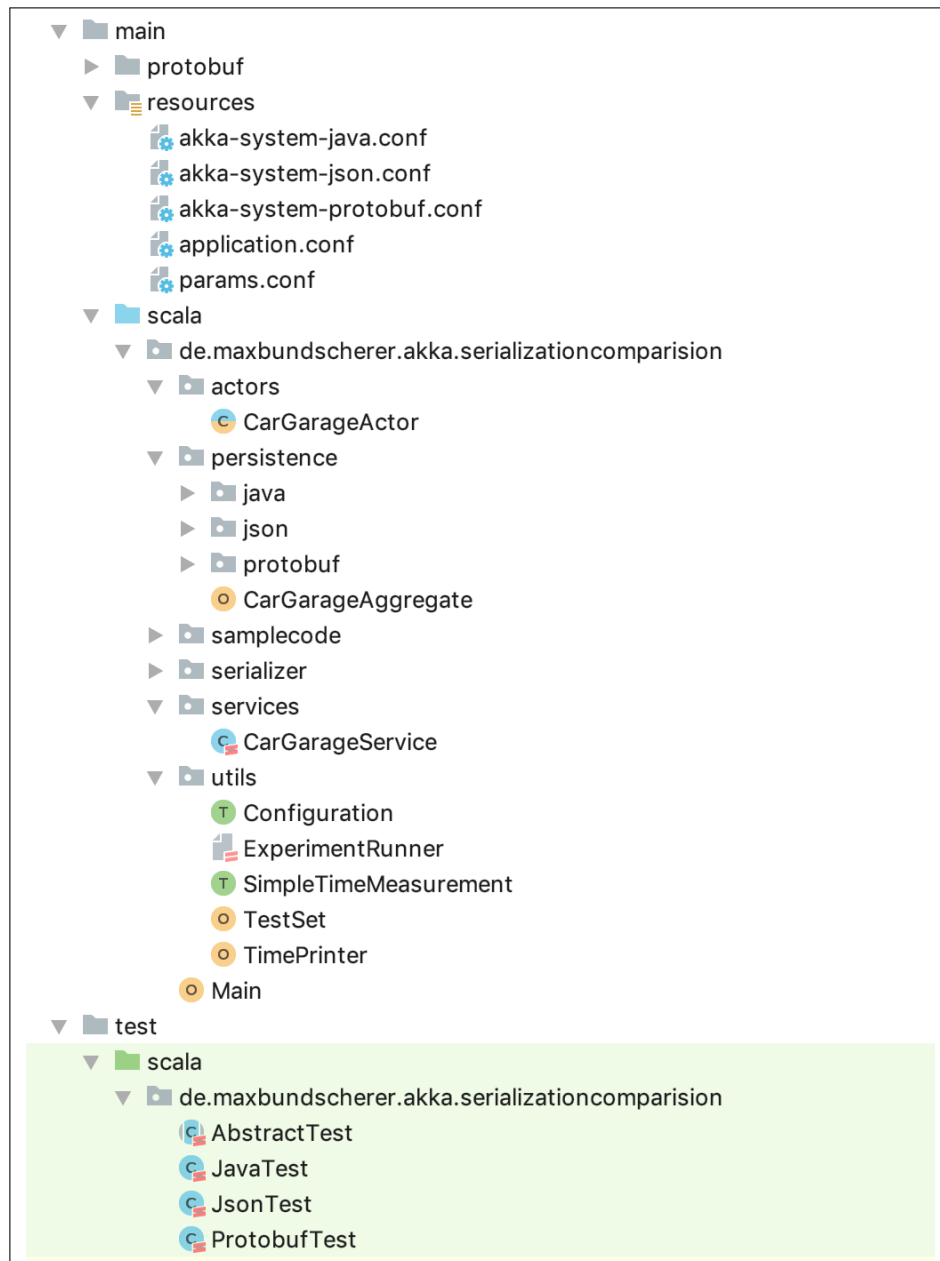 main
protobuf
resources
akka-system-java.conf
akka-system-json.conf
akka-system-protobuf.conf
application.conf
params.conf
scala
de.maxbundscherer.akka.serializationcomparision
actors
C CarGarageActor
persistence
java
json
protobuf
O CarGarageAggregate
samplecode
serializer
services
C CarGarageService
utils
T Configuration
ExperimentRunner
T SimpleTimeMeasurement
O TestSet
O TimePrinter
O Main
test
scala
de.maxbundscherer.akka.serializationcomparision
C AbstractTest
C JavaTest
C JsonTest
C ProtobufTest